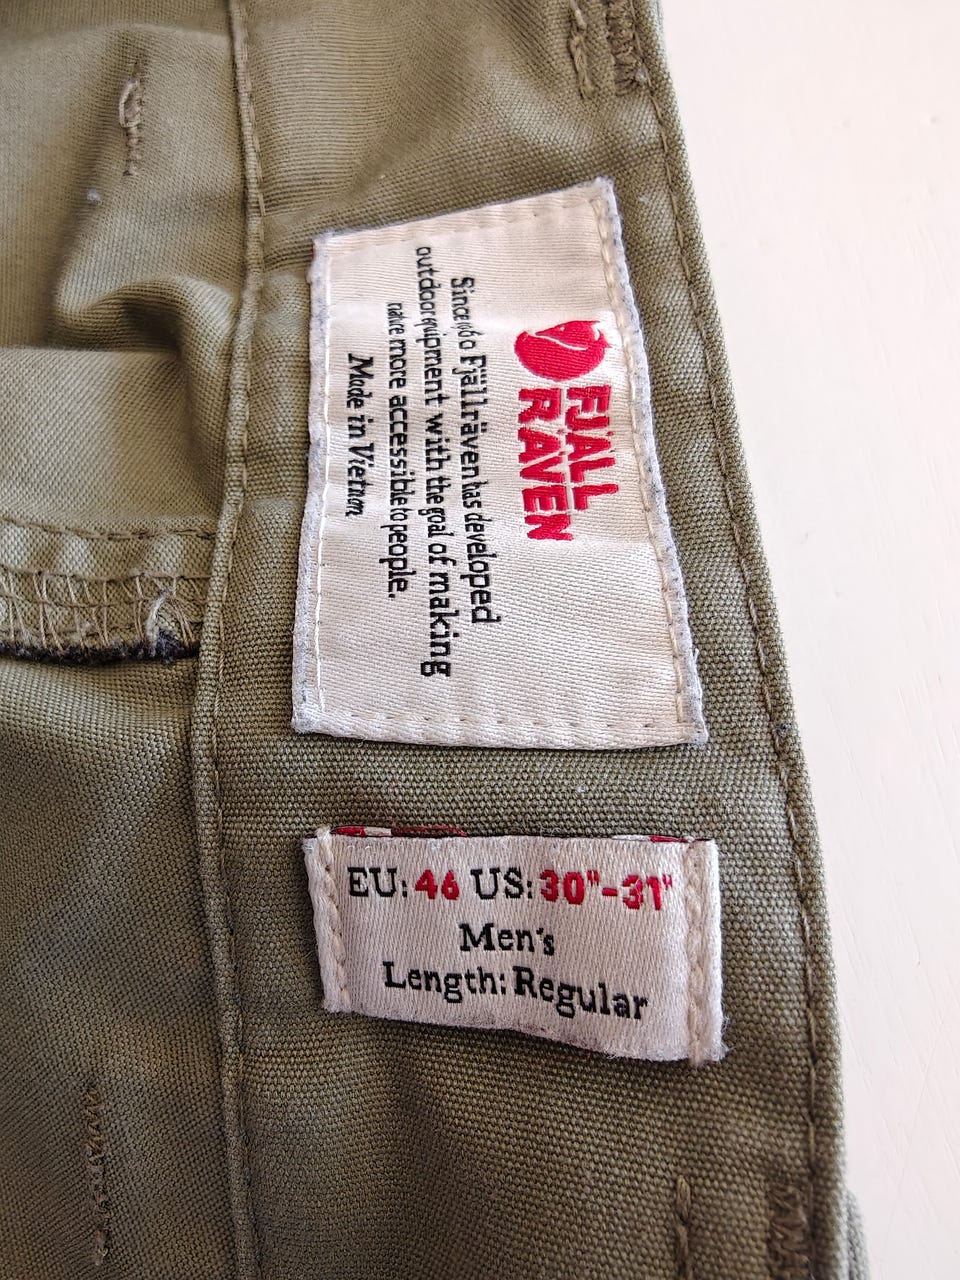 FJÄLL
RÄVEN
Since 1960 Fjällräven has developed
outdoor equipment with the goal of making
nature more accessible to people.
Made in Vietnam
EU: 46 US: 30"-31"
Men's
Length: Regular